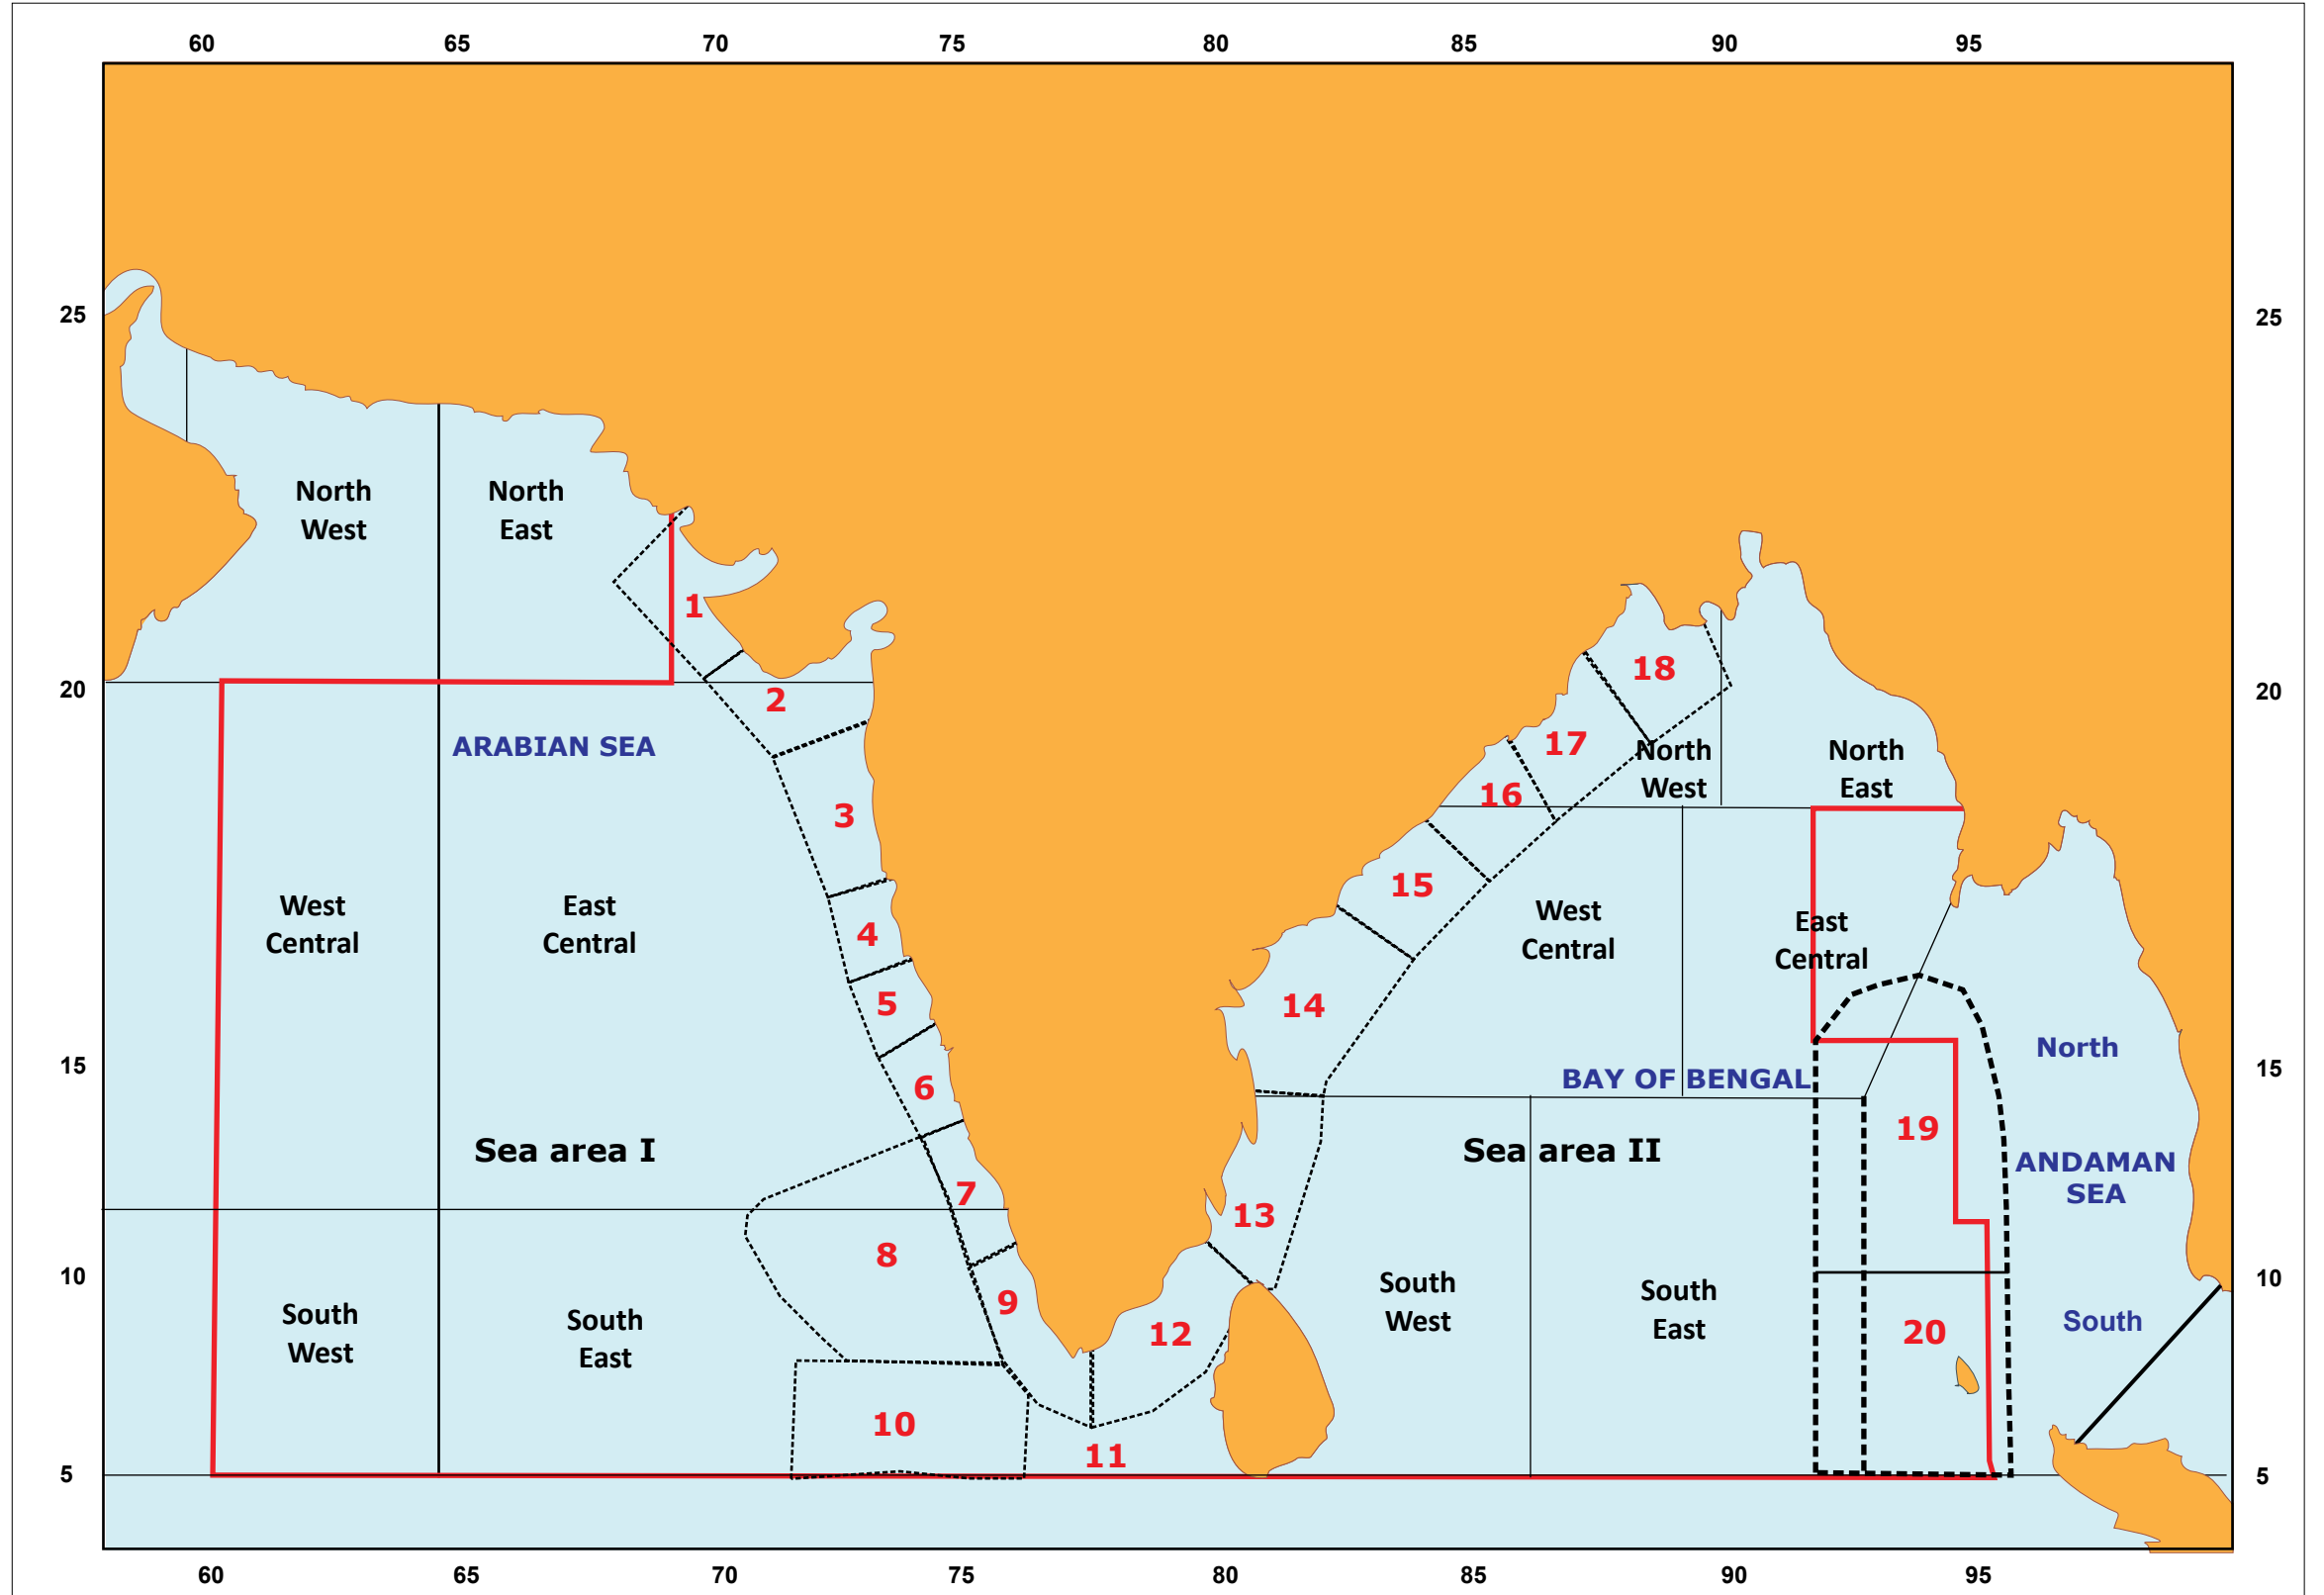 60 65 70 75 80 85 90 95
25 25
North North
West East
1
18
20 20
2
17 North North
ARABIAN SEA
West East
16
3
15
West East
Central Central
West East
Central Central
4
5
14
North
15 15
BAY OF BENGAL
6
19
Sea area I Sea area II
ANDAMAN
SEA
7
13
8
10 10
South South
West East
9
South South
West East
12
20
South
10
11
5 5
60 65 70 75 80 85 90 95